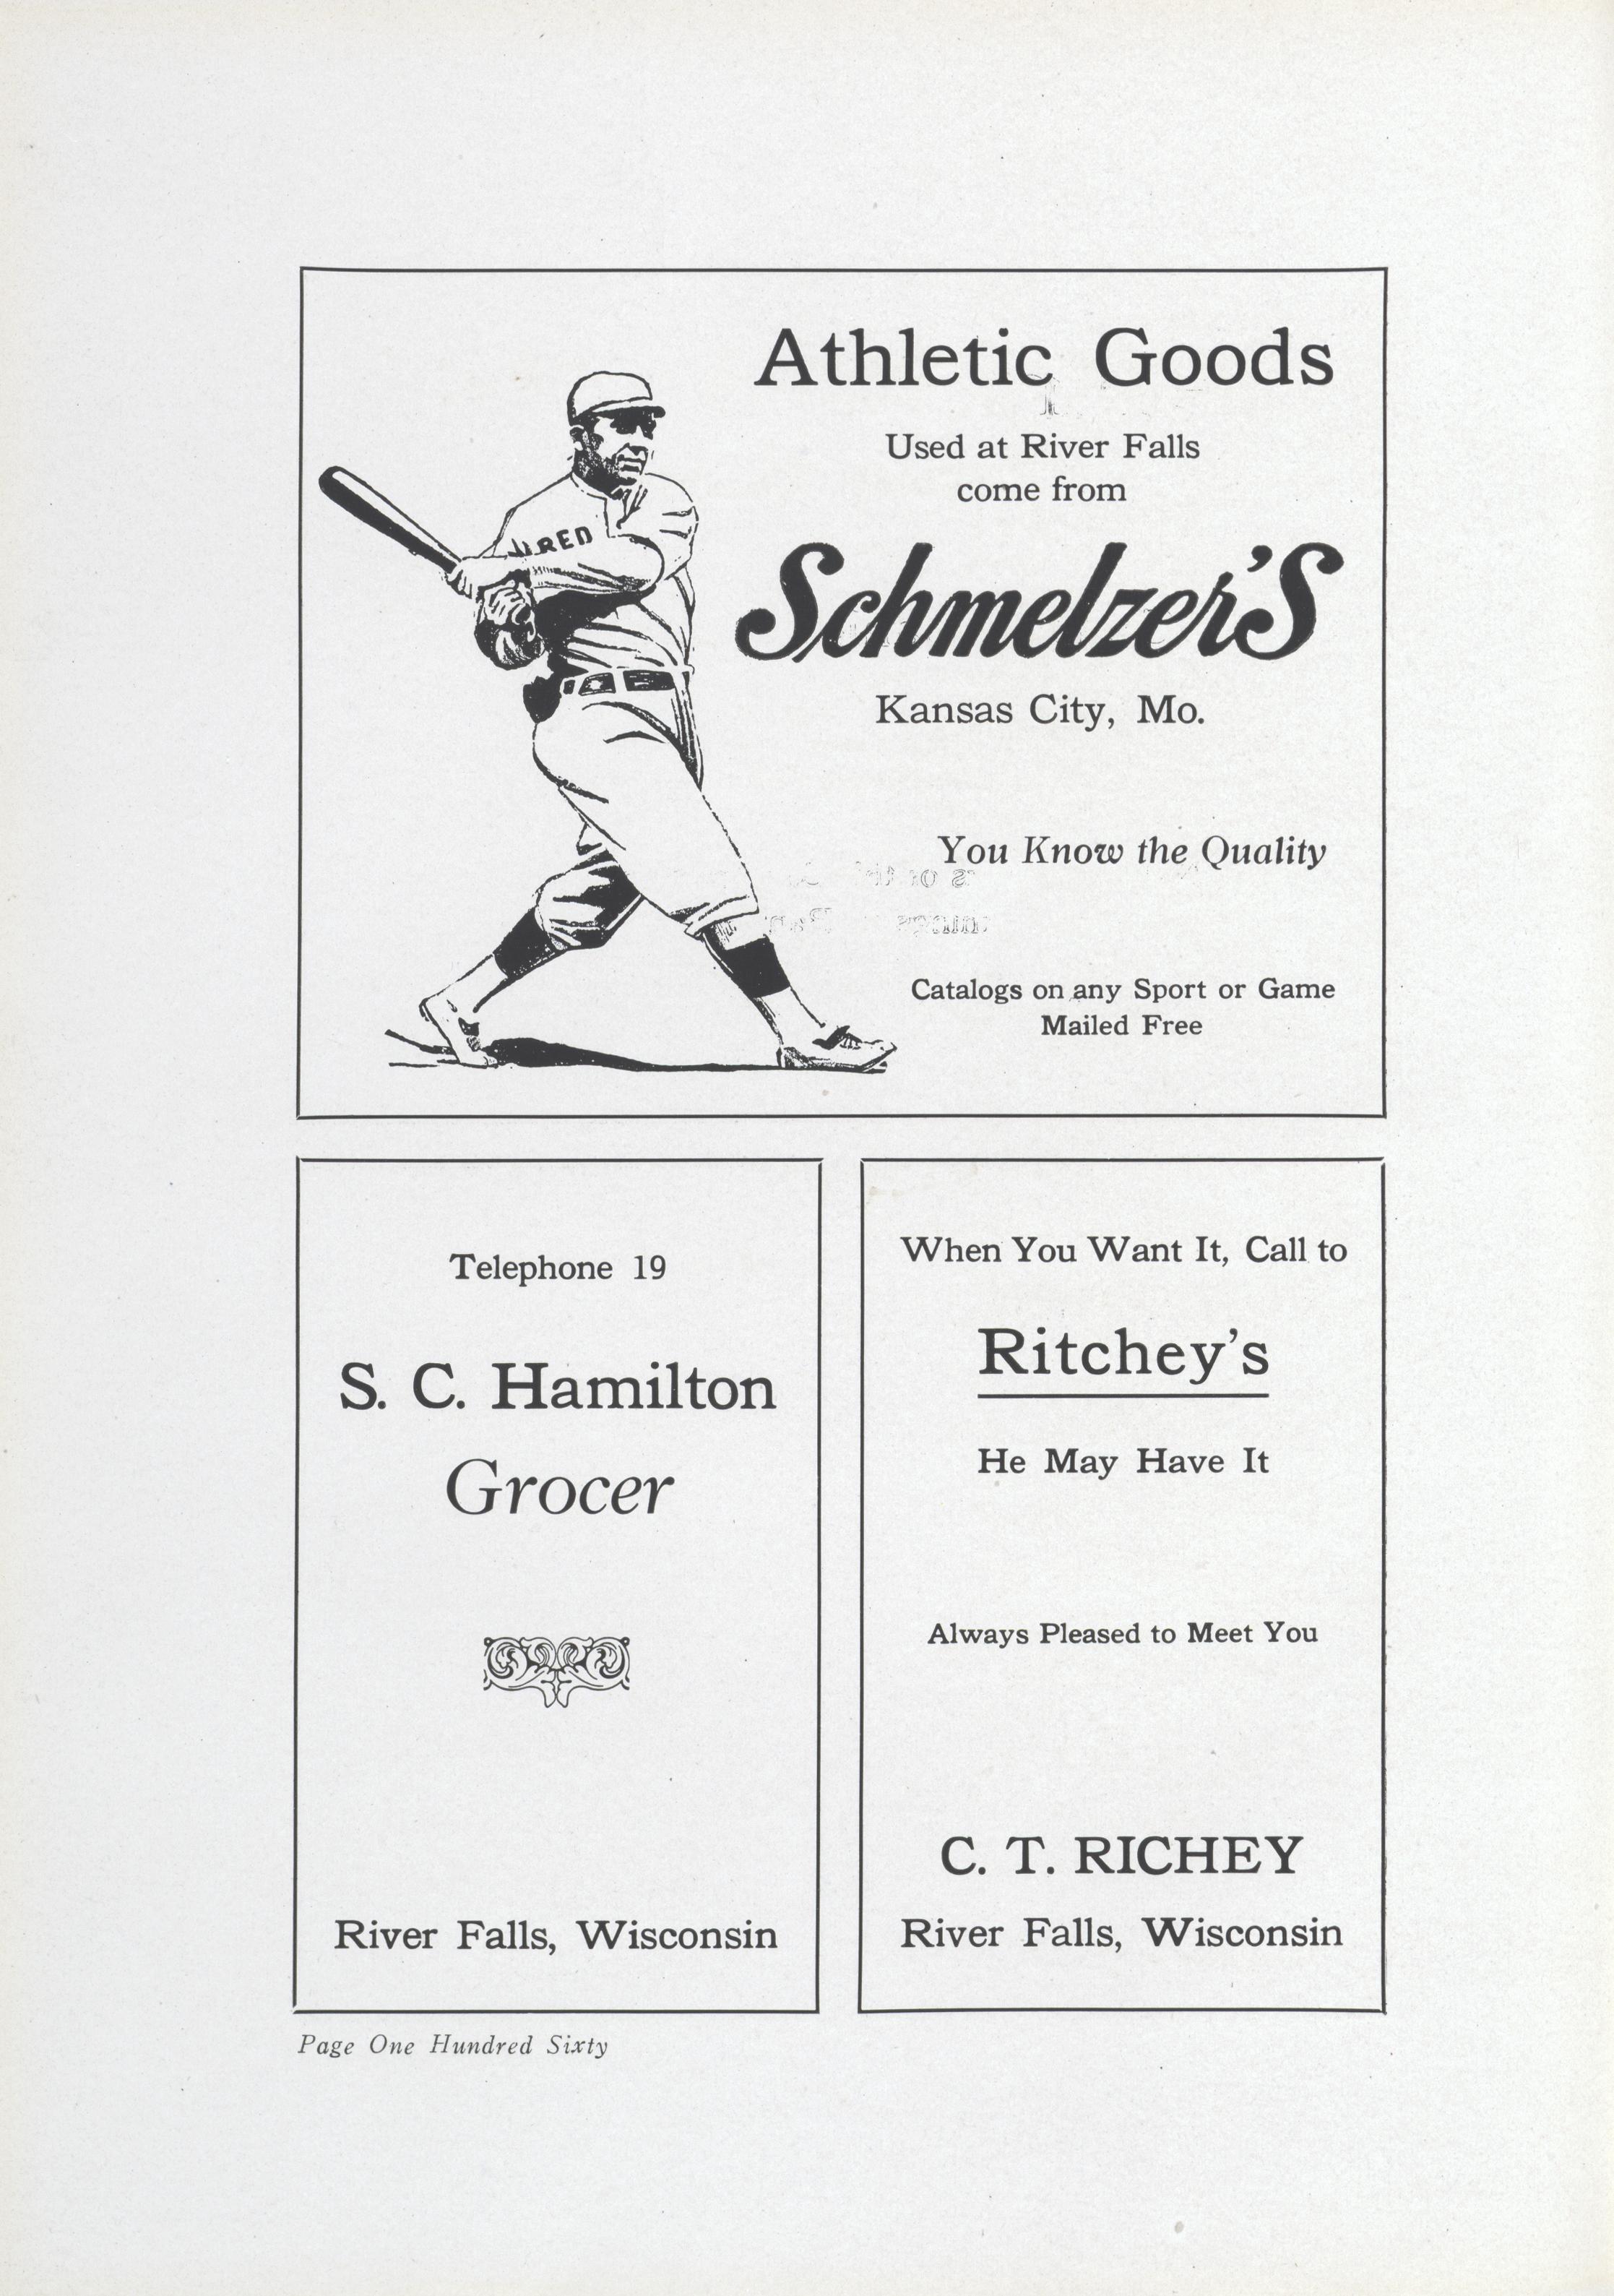 Athletic Goods
Used at River Falls
come from
Schmelzer'S
Kansas City, Mo.
RED
You Know the Quality
Catalogs on any Sport or Game
Mailed Free
Telephone 19
S. C. Hamilton
Grocer
River Falls, Wisconsin
When You Want It, Call to
Ritchey's
He May Have It
Always Pleased to Meet You
C. T. RICHEY
River Falls, Wisconsin
Page One Hundred Sixty